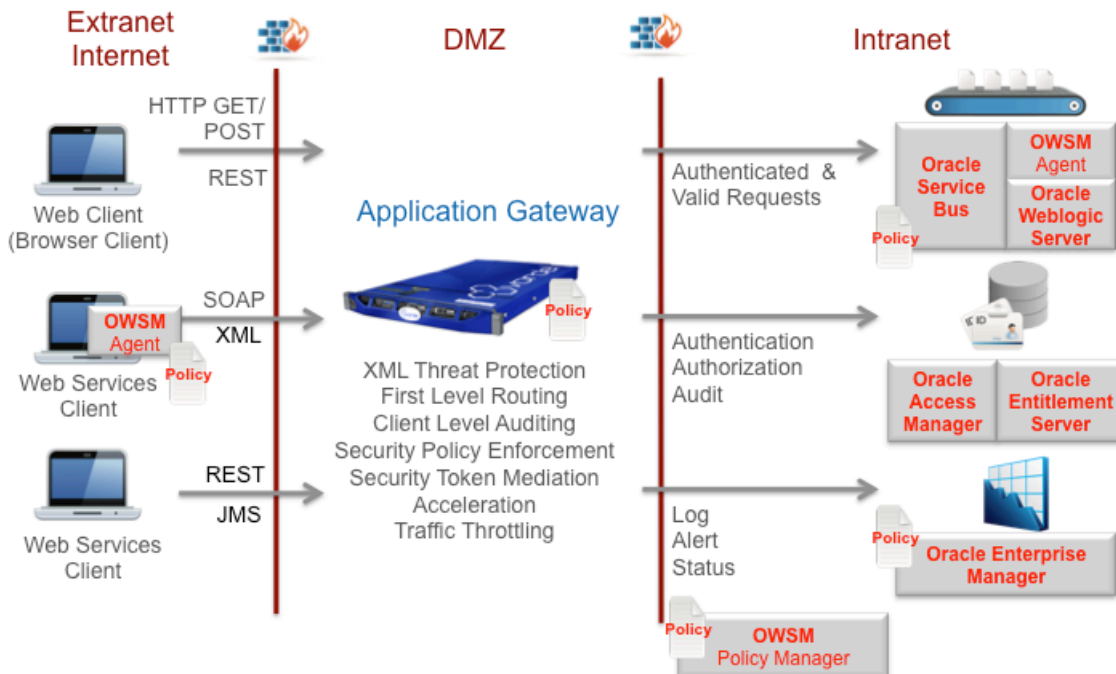 Extranet
Internet
DMZ
Intranet
HTTP GET/
POST
REST
Web Client
(Browser Client)
OWSM
Agent
Policy
SOAP
XML
Web Services
Client
REST
JMS
Web Services
Client
Application Gateway
Policy
XML Threat Protection
First Level Routing
Client Level Auditing
Security Policy Enforcement
Security Token Mediation
Acceleration
Traffic Throttling
Authenticated &
Valid Requests
Authentication
Authorization
Audit
Log
Alert
Status
Policy
OWSM
Policy Manager
Oracle
Service
Bus
Policy
OWSM
Agent
Oracle
Weblogic
Server
ID
Oracle
Access
Manager
Oracle
Entitlement
Server
Policy
Oracle Enterprise
Manager